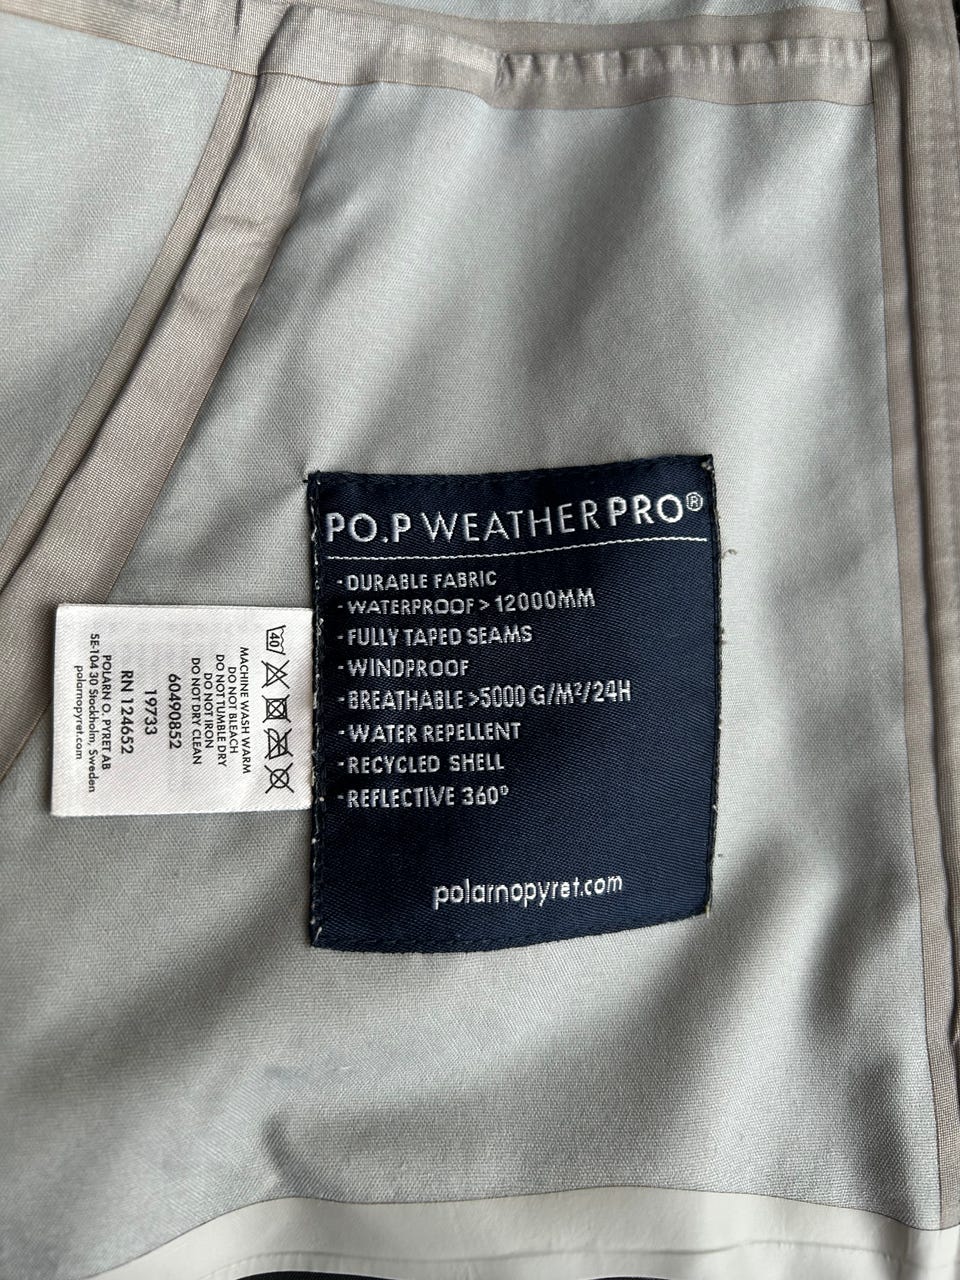 PO.P WEATHERPRO®
-DURABLE FABRIC
-WATERPROOF > 12000MM
-FULLY TAPED SEAMS
-WINDPROOF
-BREATHABLE >5000 G/M²/24H
-WATER REPELLENT
-RECYCLED SHELL
-REFLECTIVE 360°
polarnopyret.com
40
MACHINE WASH WARM
DO NOT BLEACH
DO NOT TUMBLE DRY
DO NOT IRON
DO NOT DRY CLEAN
60490852
19733
RN 124652
POLARN O. PYRET AB
SE-104 30 Stockholm, Sweden
polarnopyret.com